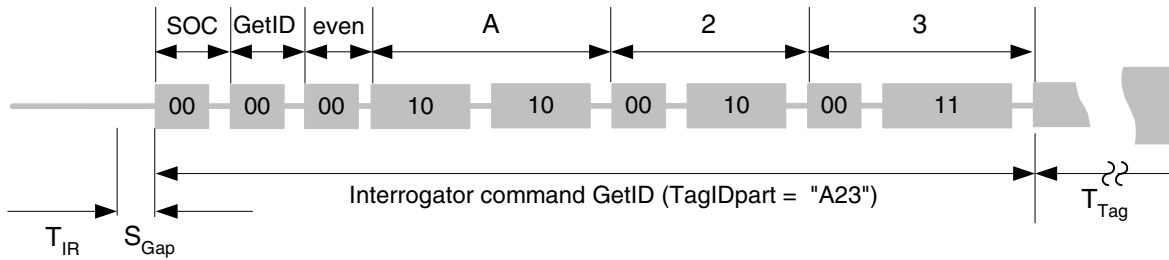 SOC GetID even A 2 3
00 00 00 10 10 00 10 00 11
Interrogator command GetID (TagIDpart = "A23")
T_IR S_Gap T_Tag